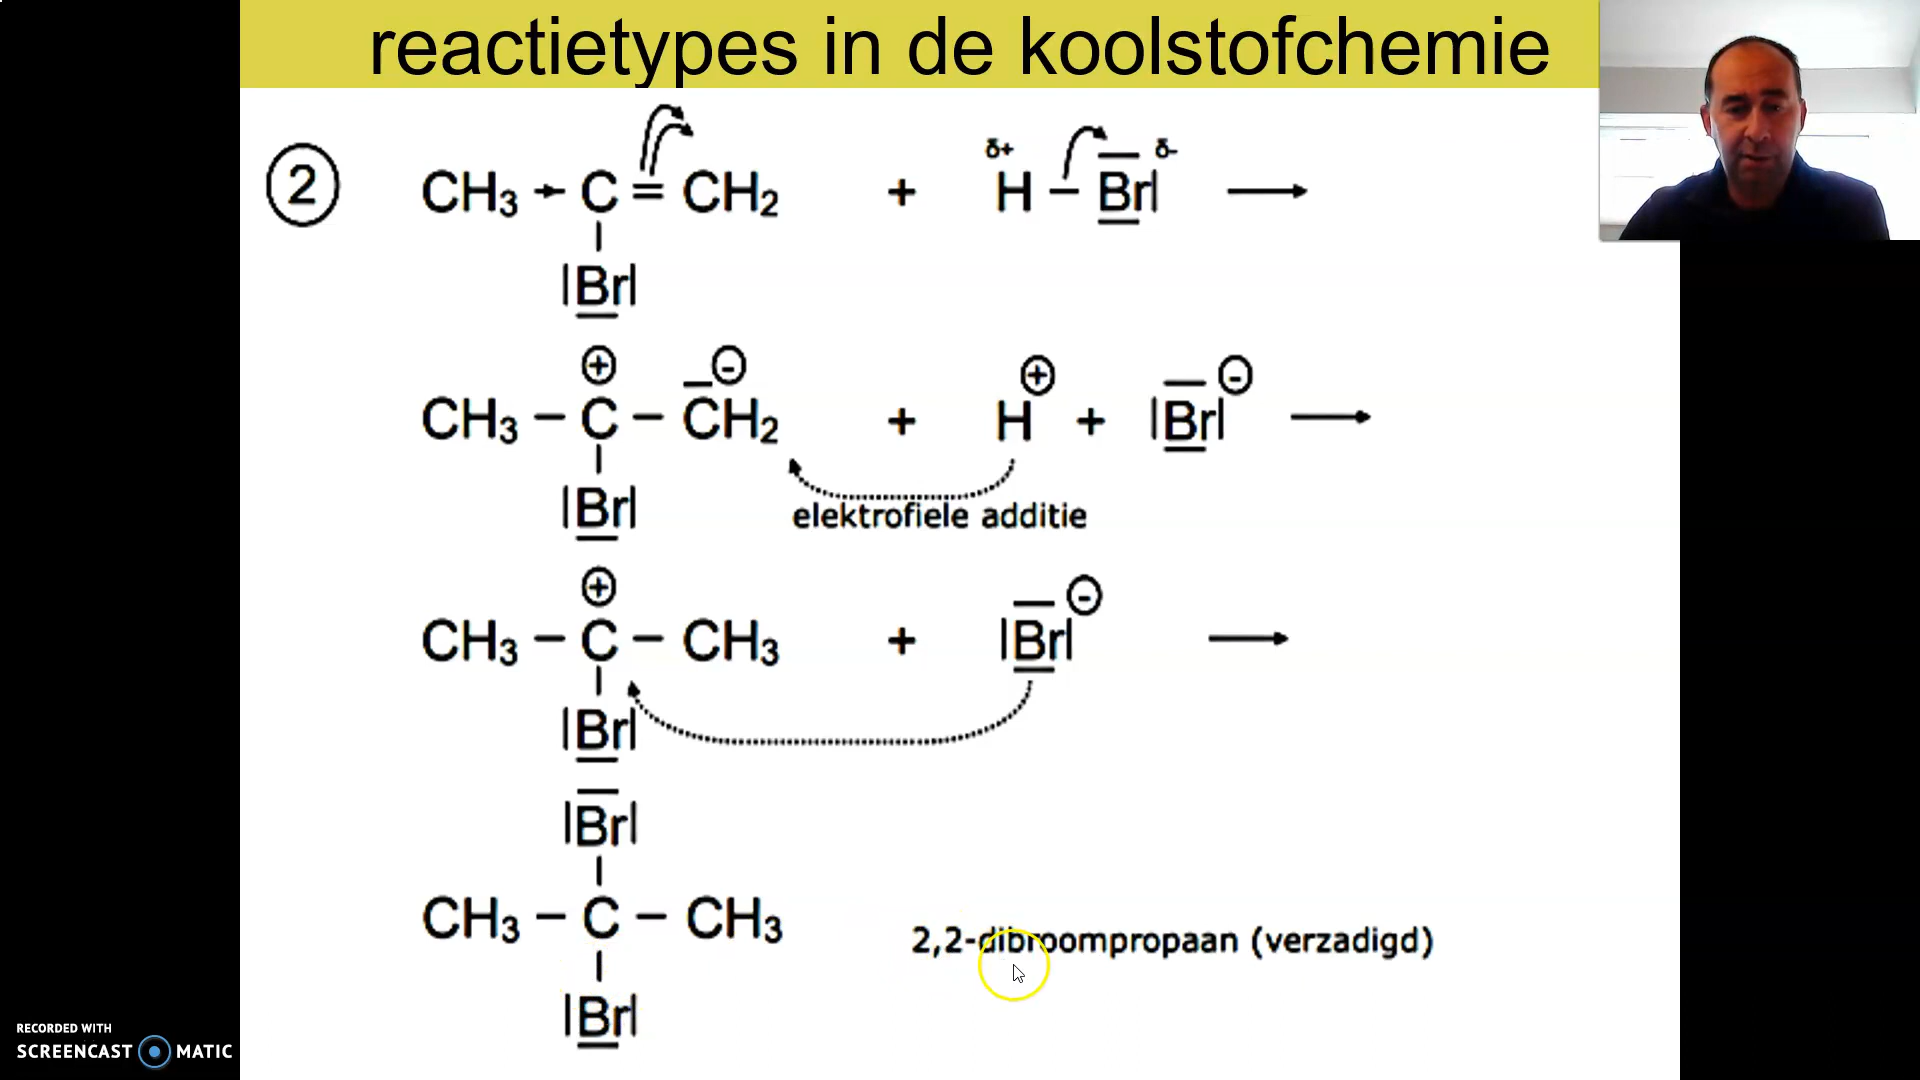 reactietypes in de koolstofchemie
2 CH₃ → C = CH₂ + δ+ H – Br| δ- →
|Br|
⊕ ⊖
CH₃ – C – CH₂ + H⊕ + |Br|⊖ →
|Br|
elektrofiele additie
⊕
CH₃ – C – CH₃ + |Br|⊖ →
|Br|
|Br|
CH₃ – C – CH₃
2,2-dibroompropaan (verzadigd)
|Br|
RECORDED WITH
SCREENCAST MATIC